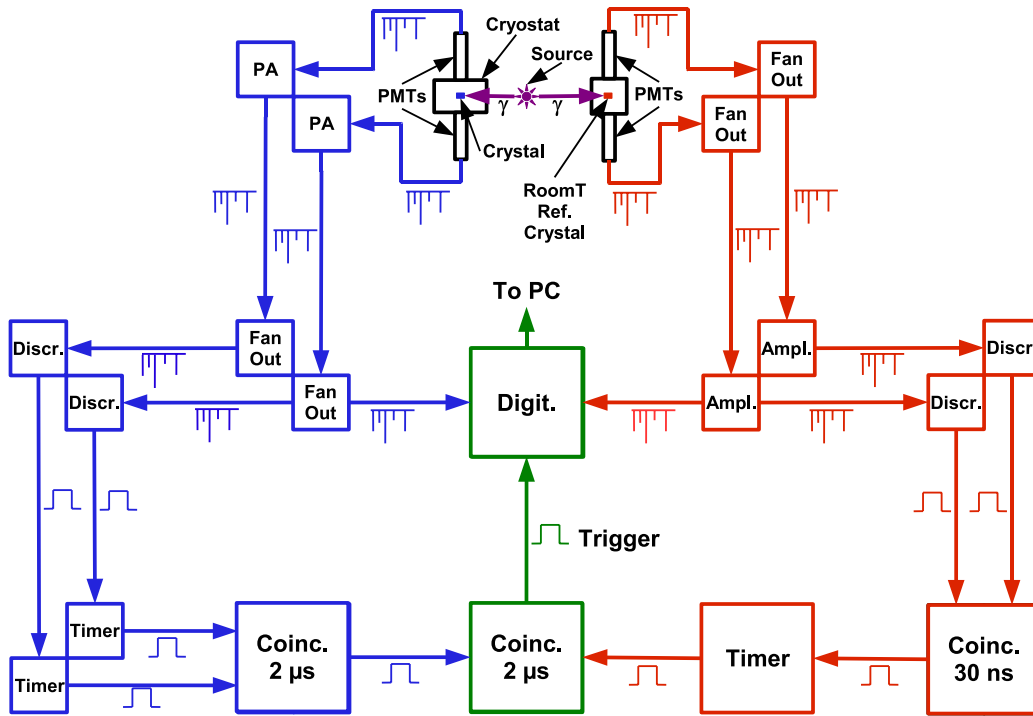 Cryostat
Source
PA
PMTs
γ
γ
PMTs
Fan
Out
PA
Fan
Out
Crystal
RoomT
Ref.
Crystal
To PC
Discr.
Fan
Out
Ampl.
Discr
Discr.
Fan
Out
Digit.
Ampl.
Discr.
Trigger
Timer
Coinc.
2 µs
Coinc.
2 µs
Timer
Coinc.
30 ns
Timer